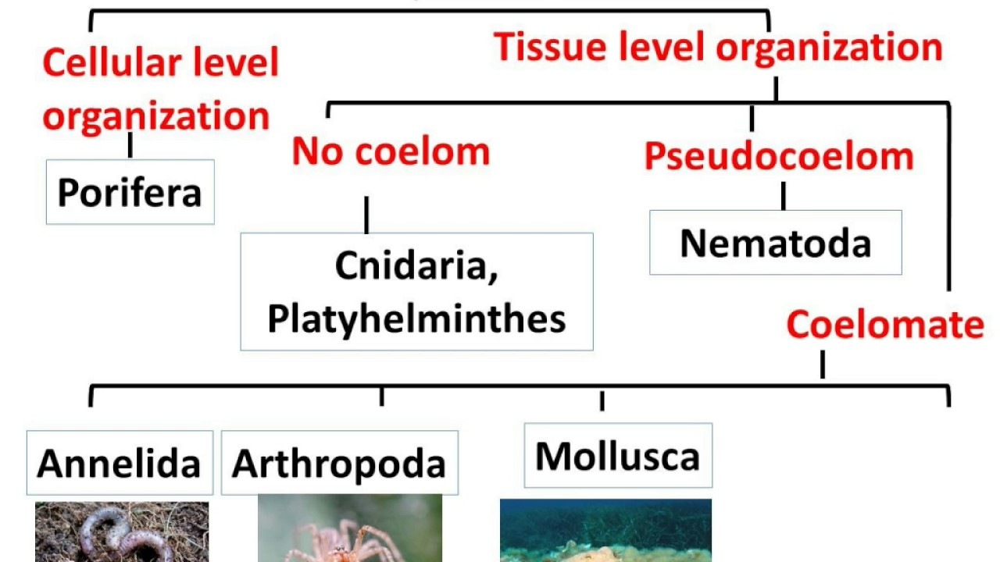 Cellular level
organization
Tissue level organization
No coelom
Pseudocoelom
Porifera
Nematoda
Cnidaria,
Platyhelminthes
Coelomate
Annelida
Arthropoda
Mollusca